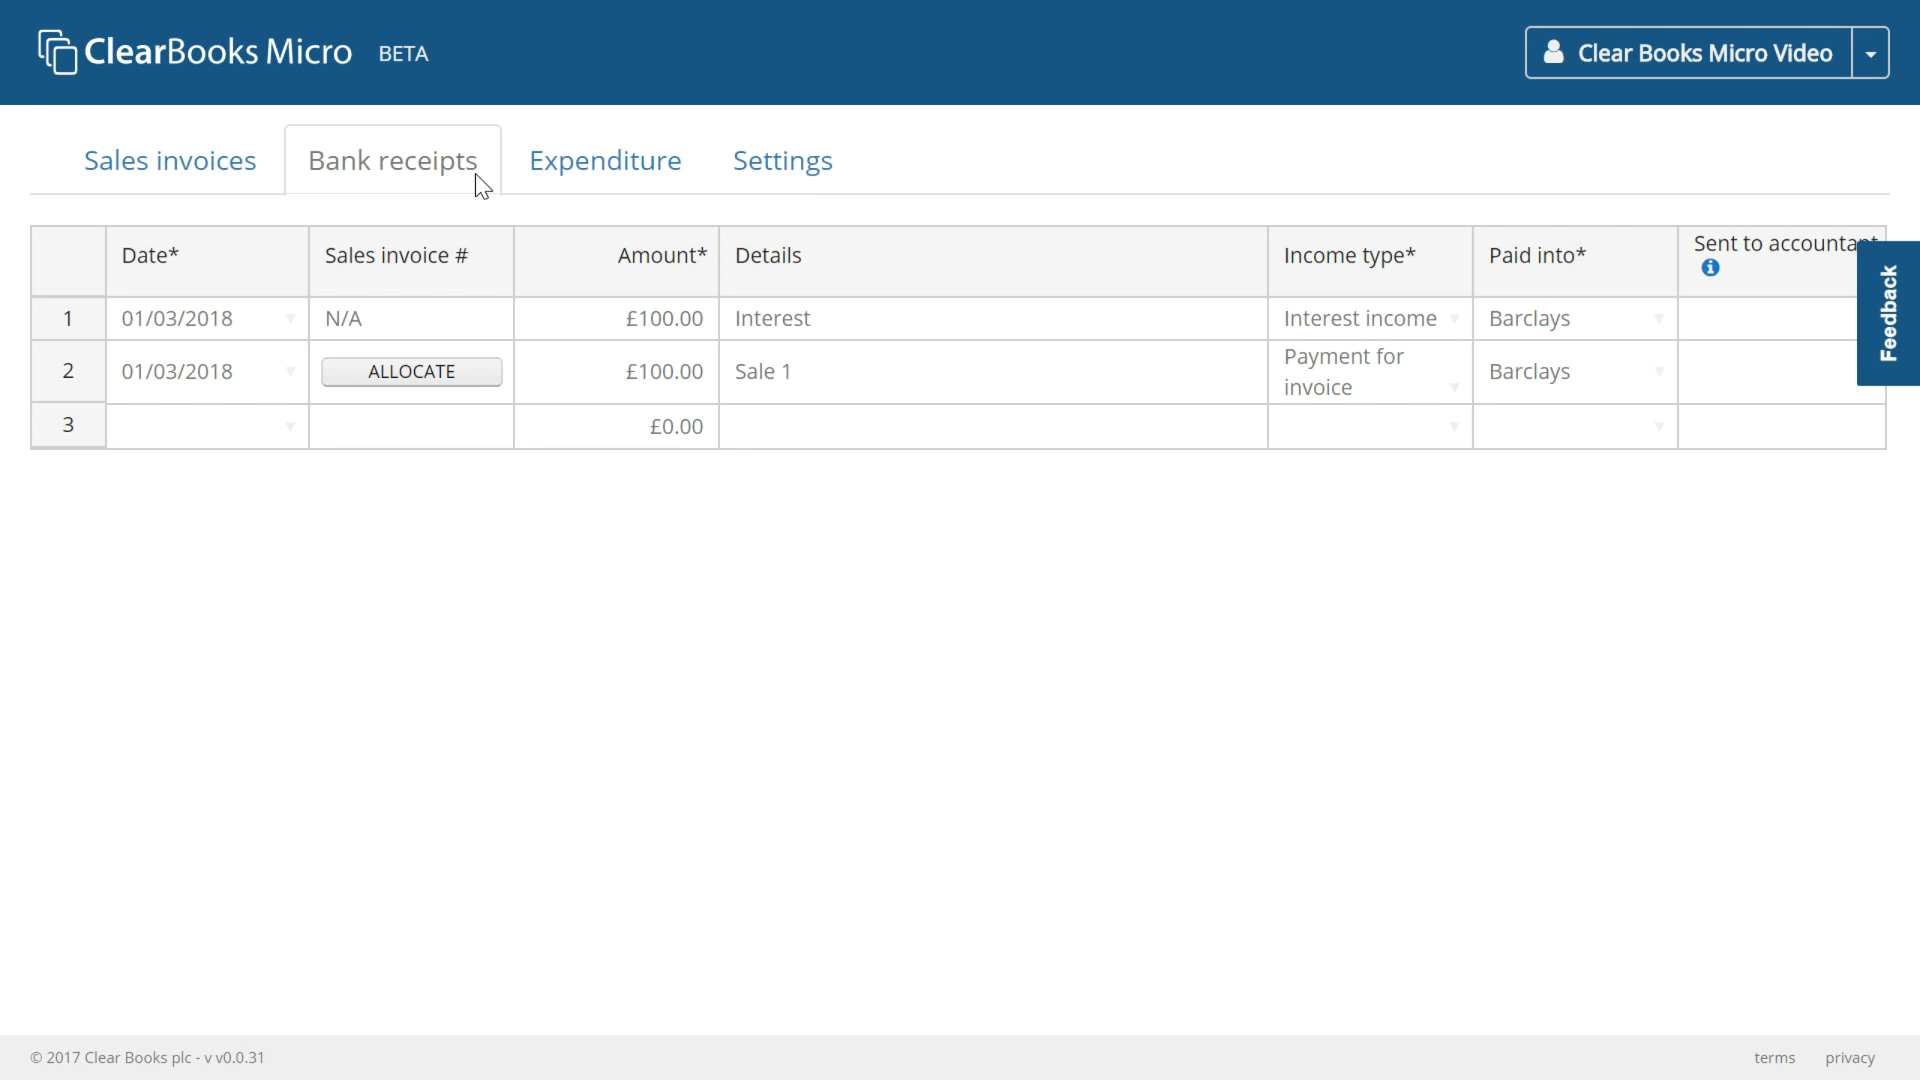 ClearBooks Micro BETA
Clear Books Micro Video
Sales invoices Bank receipts Expenditure Settings
Date* Sales invoice # Amount* Details Income type* Paid into* Sent to accountant
Feedback
1 01/03/2018 N/A £100.00 Interest Interest income Barclays
2 01/03/2018 ALLOCATE £100.00 Sale 1 Payment for invoice Barclays
3 £0.00
© 2017 Clear Books plc - v v0.0.31
terms privacy